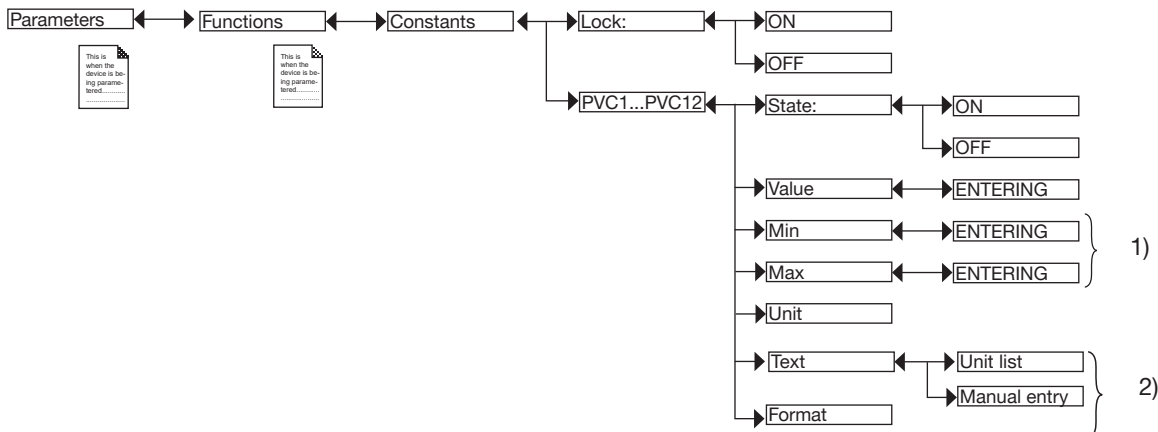 Parameters
Functions
Constants
Lock:
ON
OFF
This is
when the
device is be-
ing parame-
tered............
......................
This is
when the
device is be-
ing parame-
tered............
......................
PVC1...PVC12
State:
ON
OFF
Value
ENTERING
Min
ENTERING
Max
ENTERING
1)
Unit
Text
Unit list
Manual entry
2)
Format